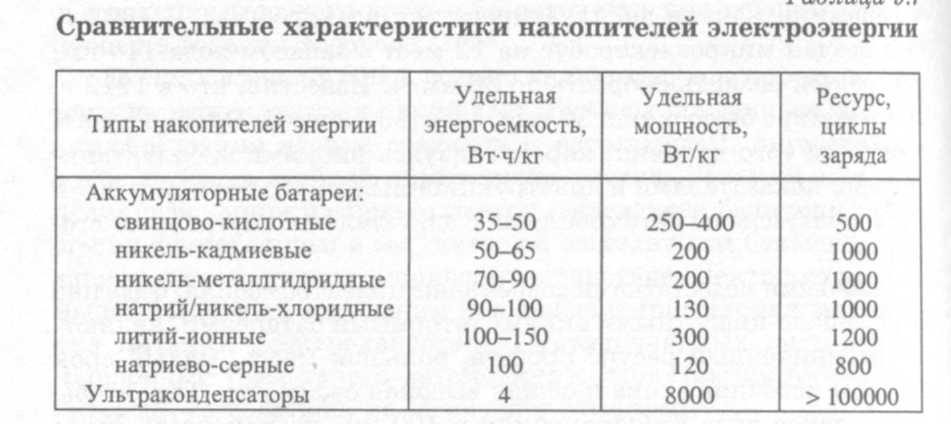 Сравнительные характеристики накопителей электроэнергии
Типы накопителей энергии | Удельная энергоемкость, Вт·ч/кг | Удельная мощность, Вт/кг | Ресурс, циклы заряда
Аккумуляторные батареи:
свинцово-кислотные 35–50 250–400 500
никель-кадмиевые 50–65 200 1000
никель-металлгидридные 70–90 200 1000
натрий/никель-хлоридные 90–100 130 1000
литий-ионные 100–150 300 1200
натриево-серные 100 120 800
Ультраконденсаторы 4 8000 > 100000